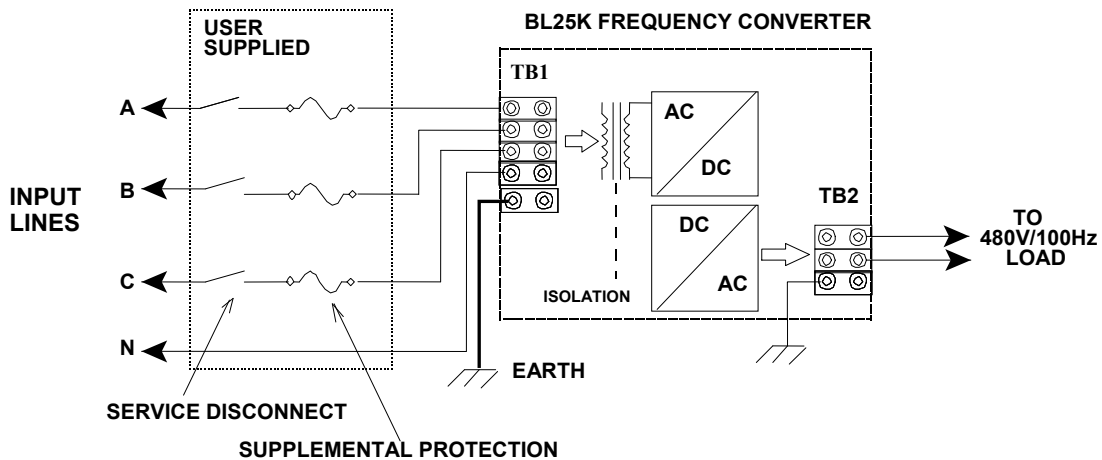 BL25K FREQUENCY CONVERTER
USER
SUPPLIED
TB1
A
AC
DC
B
INPUT
LINES
TB2
DC
AC
TO
480V/100Hz
LOAD
C
ISOLATION
N
EARTH
SERVICE DISCONNECT
SUPPLEMENTAL PROTECTION